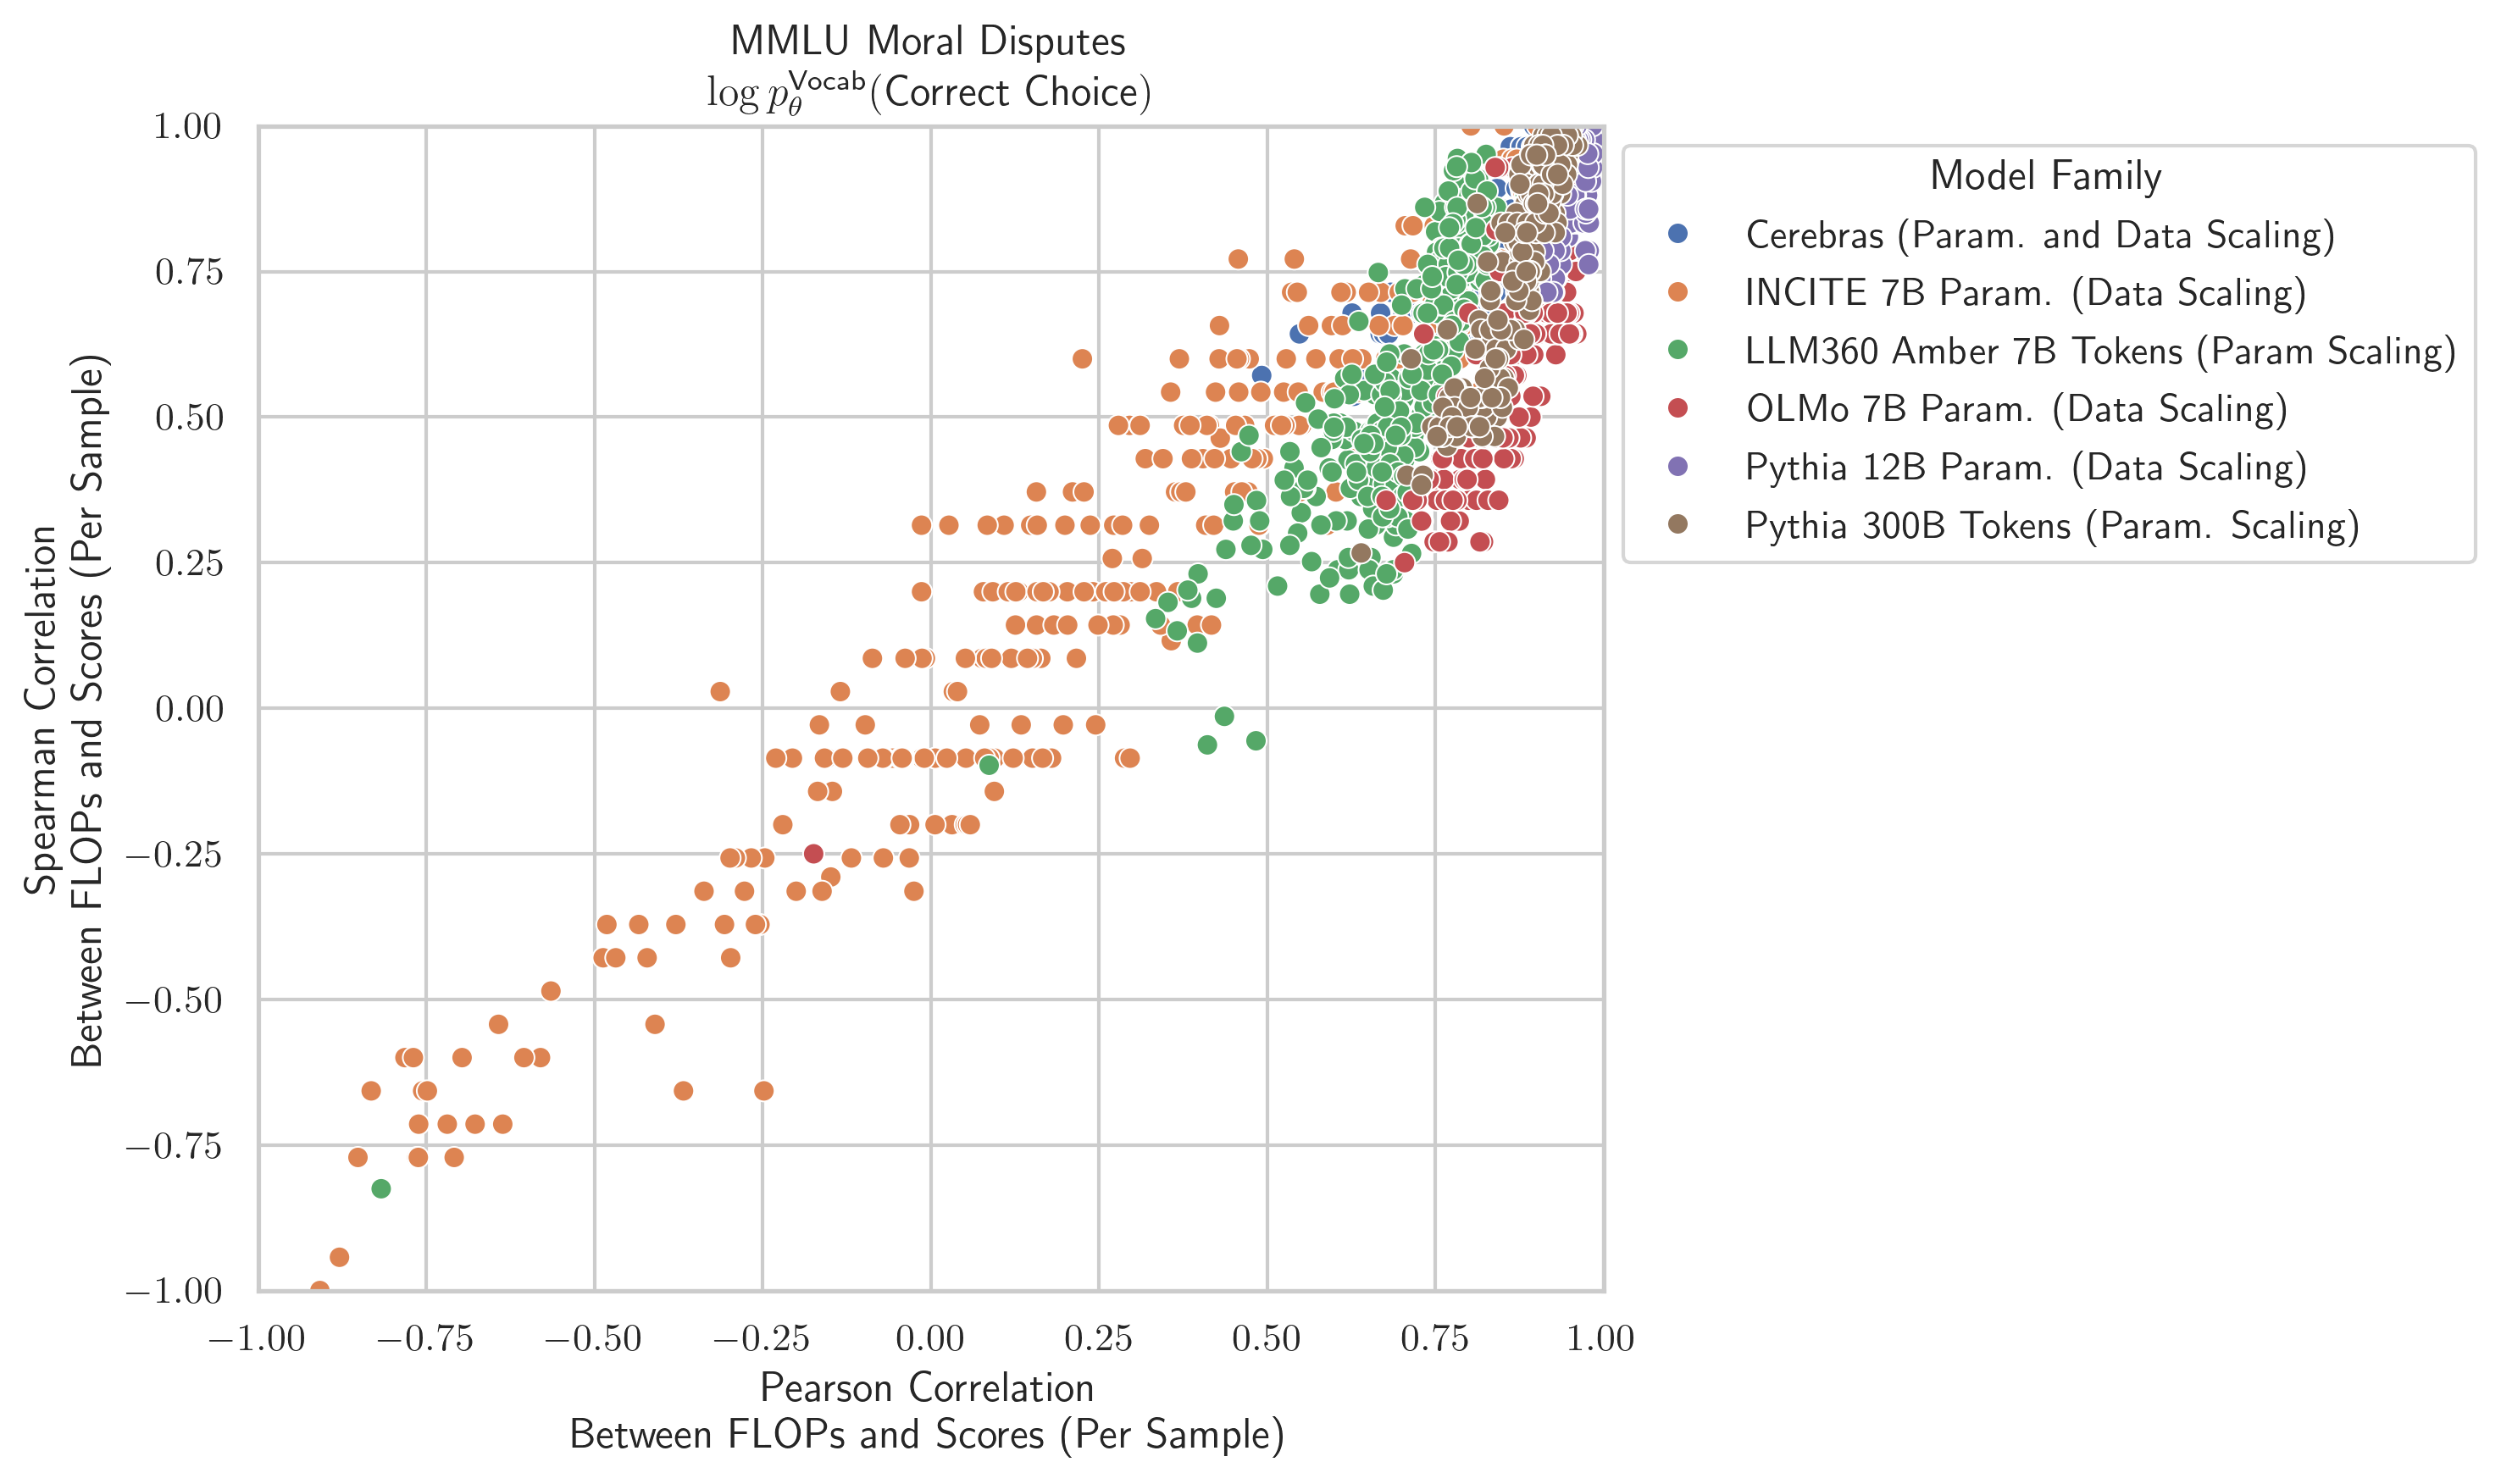 MMLU Moral Disputes
log p_θ^Vocab(Correct Choice)
1.00
0.75
0.50
0.25
0.00
−0.25
−0.50
−0.75
−1.00
Spearman Correlation
Between FLOPs and Scores (Per Sample)
−1.00 −0.75 −0.50 −0.25 0.00 0.25 0.50 0.75 1.00
Pearson Correlation
Between FLOPs and Scores (Per Sample)
Model Family
Cerebras (Param. and Data Scaling)
INCITE 7B Param. (Data Scaling)
LLM360 Amber 7B Tokens (Param Scaling)
OLMo 7B Param. (Data Scaling)
Pythia 12B Param. (Data Scaling)
Pythia 300B Tokens (Param. Scaling)